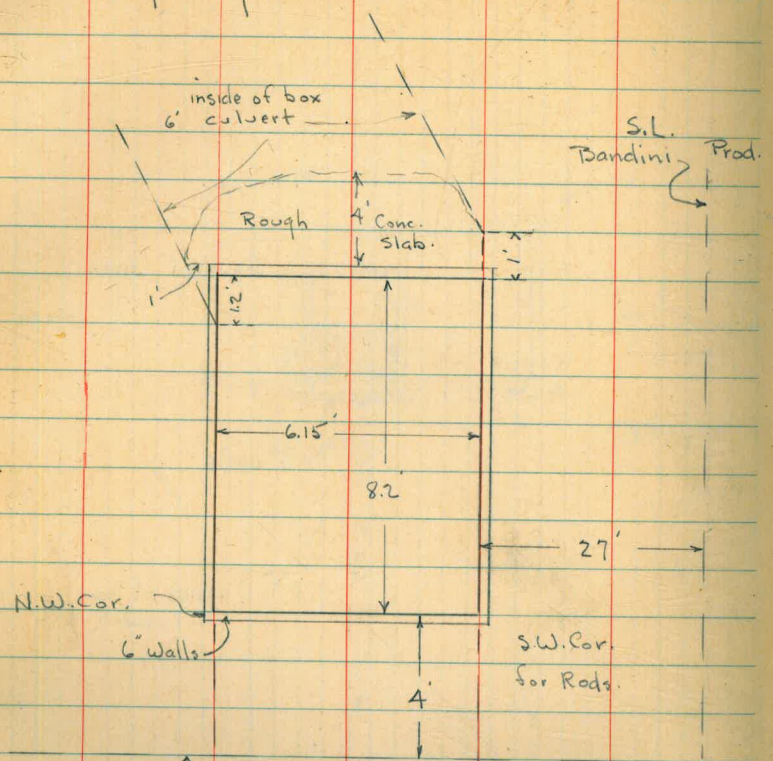 inside of box
6' culvert
S.L.
Bandini
Prod.
Rough
4'
Conc.
slab.
1'
1'
1.2'
6.15'
8.2'
27'
N.W. Cor.
6" Walls
S.W. Cor.
for Rods.
4'